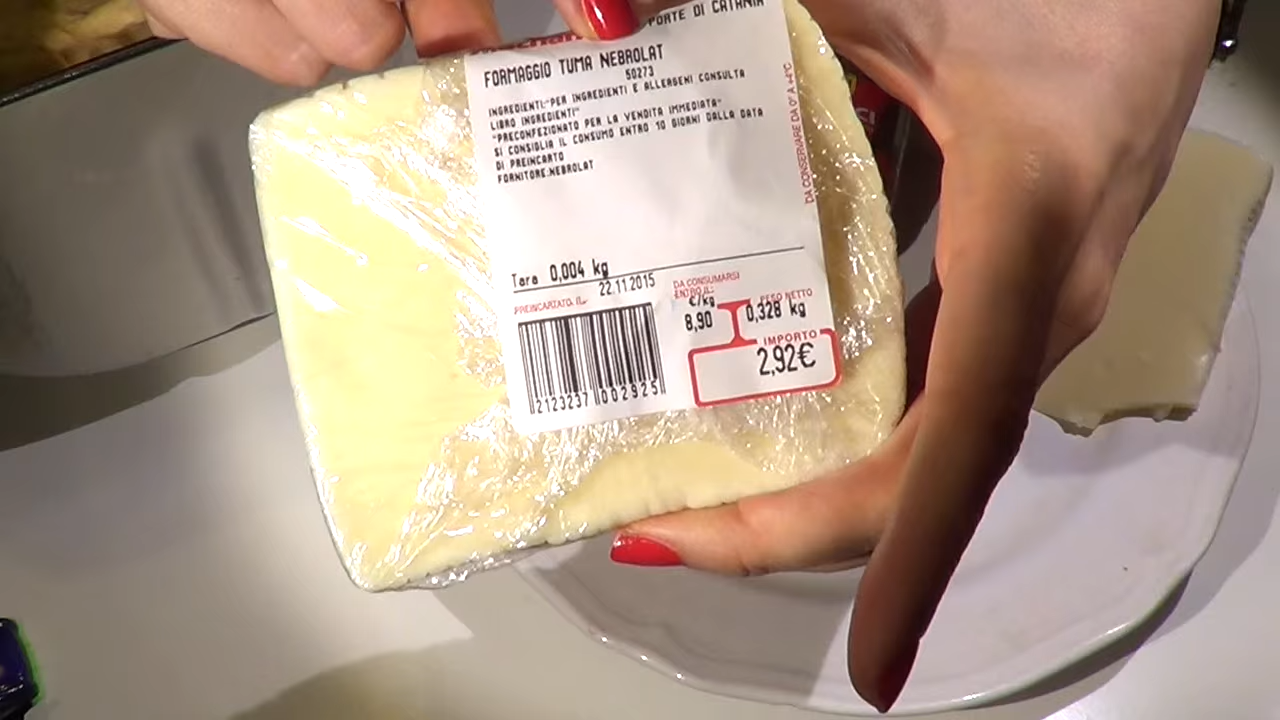 PORTE DI CATANIA
FORMAGGIO TUMA NEBROLAT
50273
INGREDIENTI:"PER INGREDIENTI E ALLERGENI CONSULTA
LIBRO INGREDIENTI"
"PRECONFEZIONATO PER LA VENDITA IMMEDIATA"
SI CONSIGLIA IL CONSUMO ENTRO 10 GIORNI DALLA DATA
DI PREINCARTO
FORNITORE:NEBROLAT
DA CONSERVARE DA 0° A +4°C
Tara 0,004 kg
PREINCARTATO IL: 22.11.2015
DA CONSUMARSI
ENTRO IL:
€/kg
8,90
PESO NETTO
0,328 kg
IMPORTO
2,92€
2123237 002925